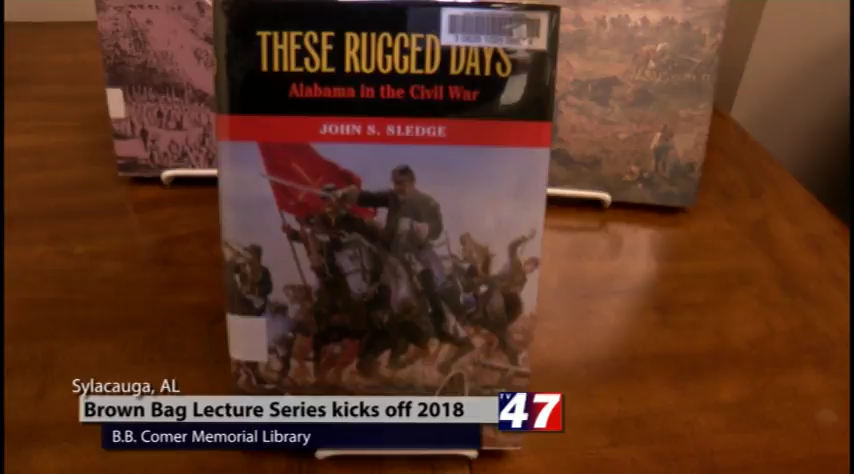 THESE RUGGED DAYS
Alabama in the Civil War
JOHN S. SLEDGE
Sylacauga, AL
Brown Bag Lecture Series kicks off 2018
TV 47
B.B. Comer Memorial Library